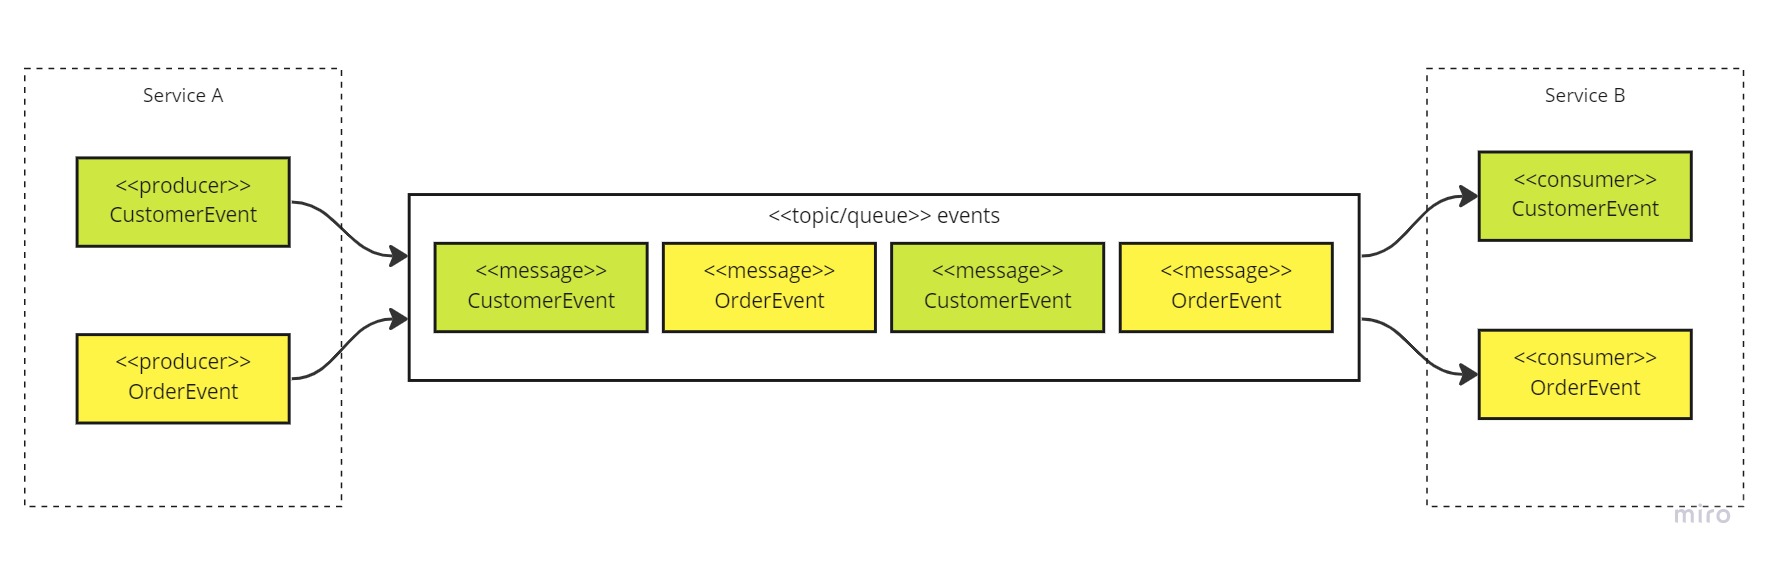 Service A
<<producer>>
CustomerEvent
<<producer>>
OrderEvent
<<topic/queue>> events
<<message>>
CustomerEvent
<<message>>
OrderEvent
<<message>>
CustomerEvent
<<message>>
OrderEvent
Service B
<<consumer>>
CustomerEvent
<<consumer>>
OrderEvent
miro